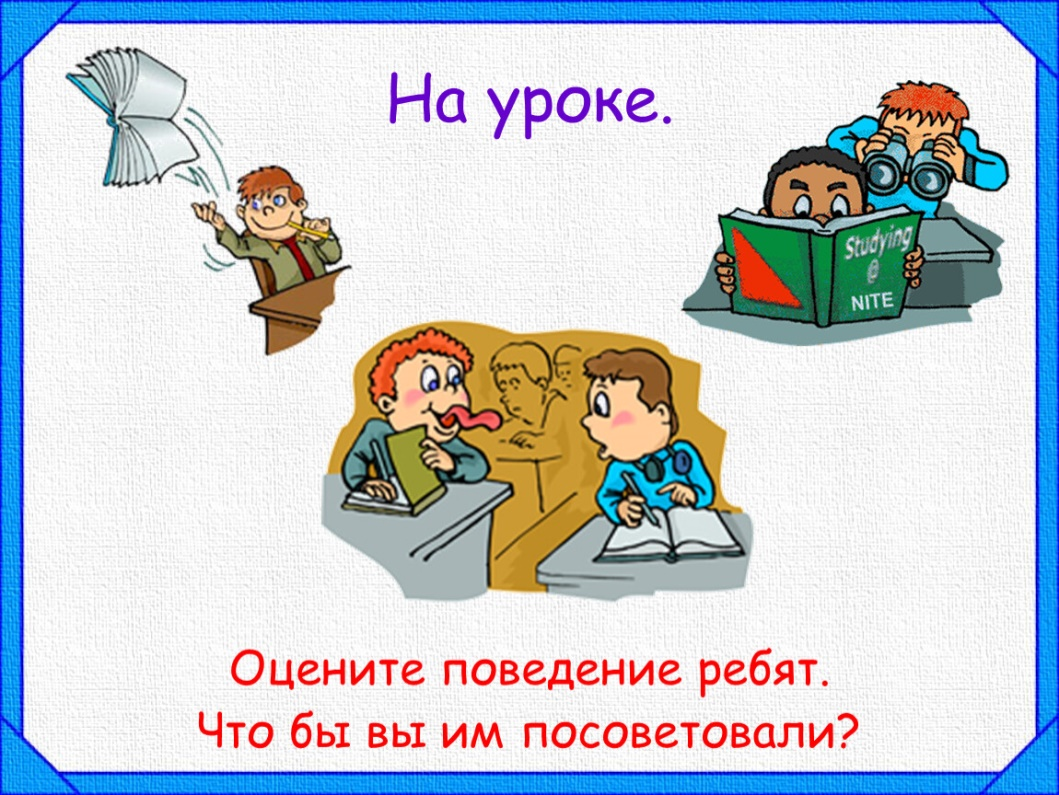 На уроке.
Studying
@
NITE
Оцените поведение ребят.
Что бы вы им посоветовали?